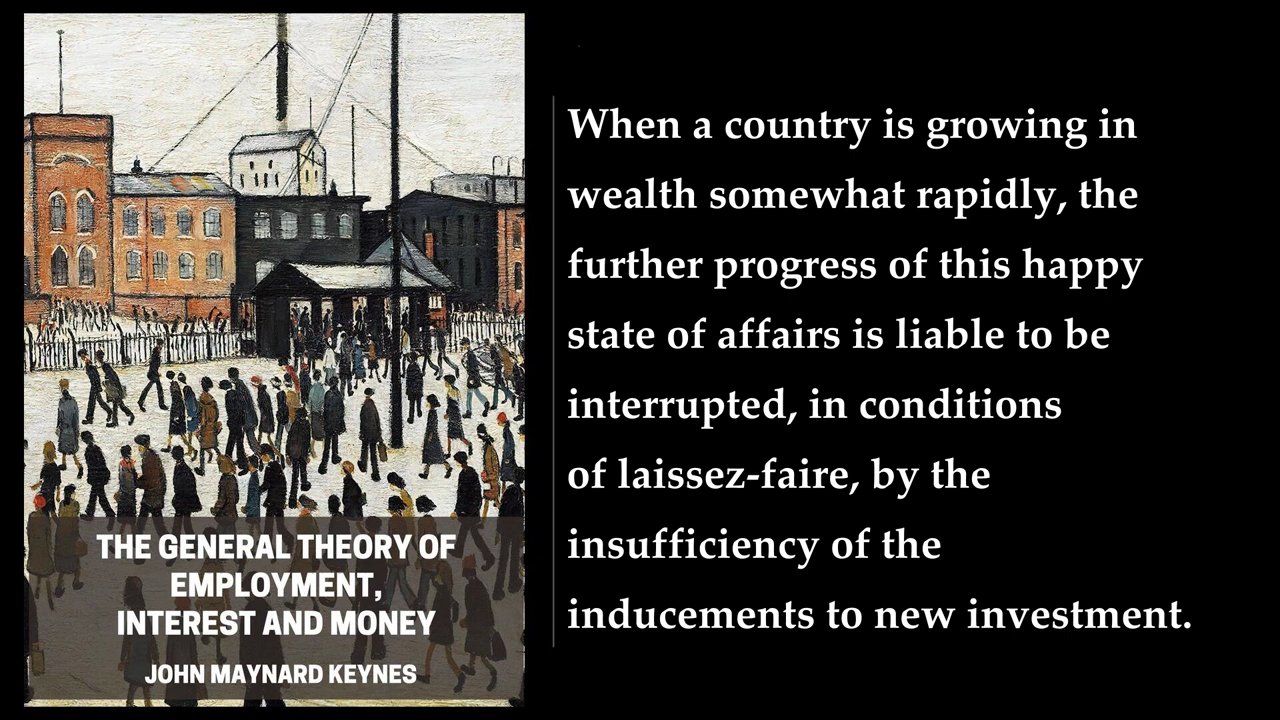 THE GENERAL THEORY OF
EMPLOYMENT,
INTEREST AND MONEY
JOHN MAYNARD KEYNES
When a country is growing in
wealth somewhat rapidly, the
further progress of this happy
state of affairs is liable to be
interrupted, in conditions
of laissez-faire, by the
insufficiency of the
inducements to new investment.